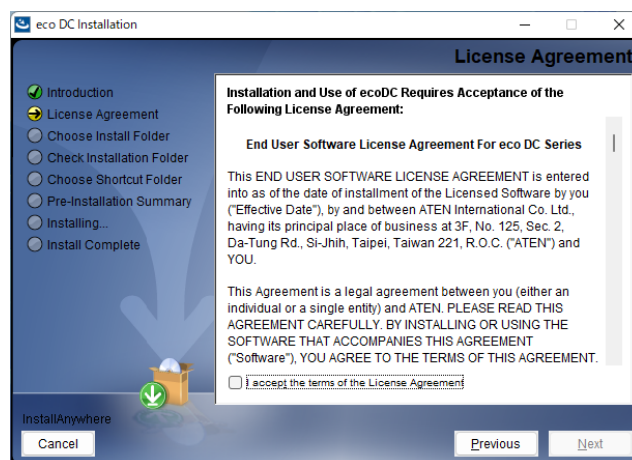 eco DC Installation
License Agreement
Introduction
License Agreement
Choose Install Folder
Check Installation Folder
Choose Shortcut Folder
Pre-Installation Summary
Installing...
Install Complete
Installation and Use of ecoDC Requires Acceptance of the
Following License Agreement:
End User Software License Agreement For eco DC Series
This END USER SOFTWARE LICENSE AGREEMENT is entered
into as of the date of installment of the Licensed Software by you
("Effective Date"), by and between ATEN International Co. Ltd.,
having its principal place of business at 3F, No. 125, Sec. 2,
Da-Tung Rd., Si-Jhih, Taipei, Taiwan 221, R.O.C. ("ATEN") and
YOU.
This Agreement is a legal agreement between you (either an
individual or a single entity) and ATEN. PLEASE READ THIS
AGREEMENT CAREFULLY. BY INSTALLING OR USING THE
SOFTWARE THAT ACCOMPANIES THIS AGREEMENT
("Software"), YOU AGREE TO THE TERMS OF THIS AGREEMENT.
I accept the terms of the License Agreement
InstallAnywhere
Cancel
Previous
Next